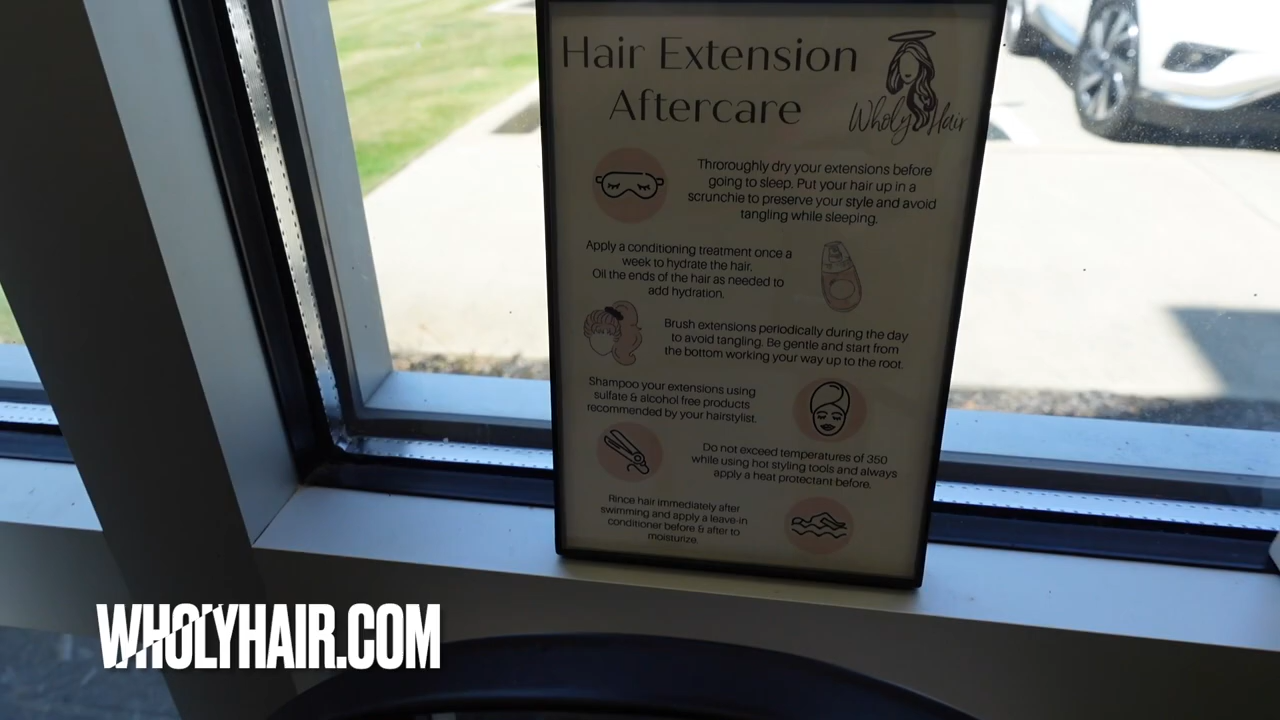 Hair Extension
Aftercare
Wholy Hair
Throroughly dry your extensions before
going to sleep. Put your hair up in a
scrunchie to preserve your style and avoid
tangling while sleeping.
Apply a conditioning treatment once a
week to hydrate the hair.
Oil the ends of the hair as needed to
add hydration.
Brush extensions periodically during the day
to avoid tangling. Be gentle and start from
the bottom working your way up to the root.
Shampoo your extensions using
sulfate & alcohol free products
recommended by your hairstylist.
Do not exceed temperatures of 350
while using hot styling tools and always
apply a heat protectant before.
Rince hair immediately after
swimming and apply a leave-in
conditioner before & after to
moisturize.
WHOLYHAIR.COM